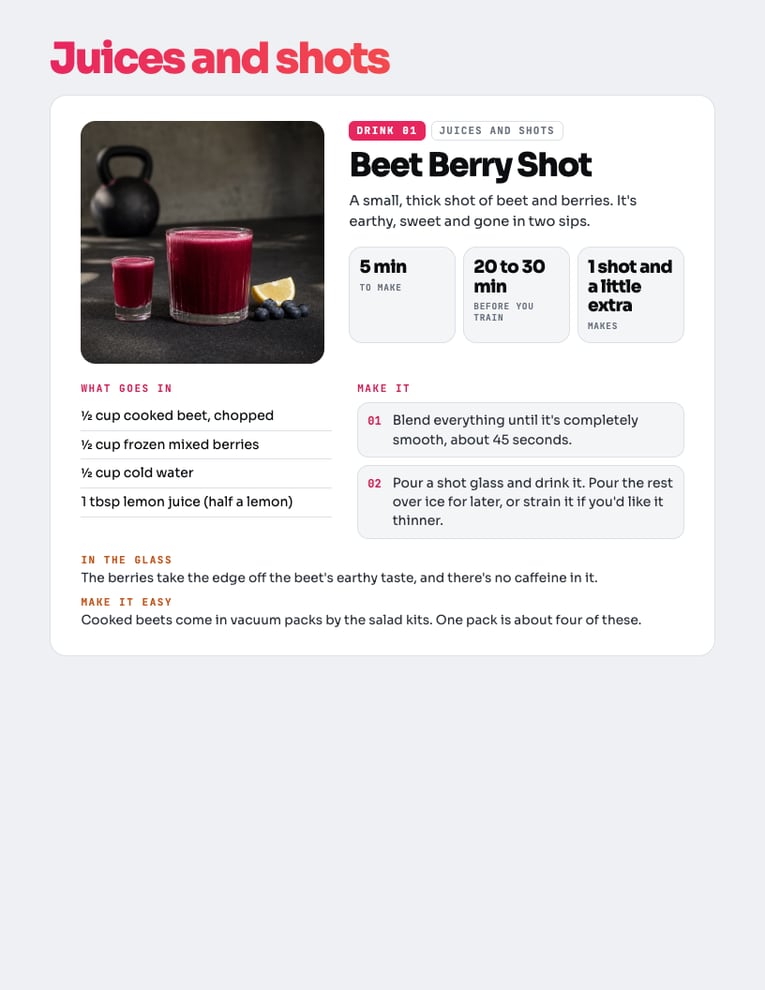 Juices and shots
DRINK 01
JUICES AND SHOTS
Beet Berry Shot
A small, thick shot of beet and berries. It's
earthy, sweet and gone in two sips.
5 min
TO MAKE
20 to 30
min
BEFORE YOU
TRAIN
1 shot and
a little
extra
MAKES
WHAT GOES IN
½ cup cooked beet, chopped
½ cup frozen mixed berries
½ cup cold water
1 tbsp lemon juice (half a lemon)
MAKE IT
01 Blend everything until it's completely
smooth, about 45 seconds.
02 Pour a shot glass and drink it. Pour the rest
over ice for later, or strain it if you'd like it
thinner.
IN THE GLASS
The berries take the edge off the beet's earthy taste, and there's no caffeine in it.
MAKE IT EASY
Cooked beets come in vacuum packs by the salad kits. One pack is about four of these.